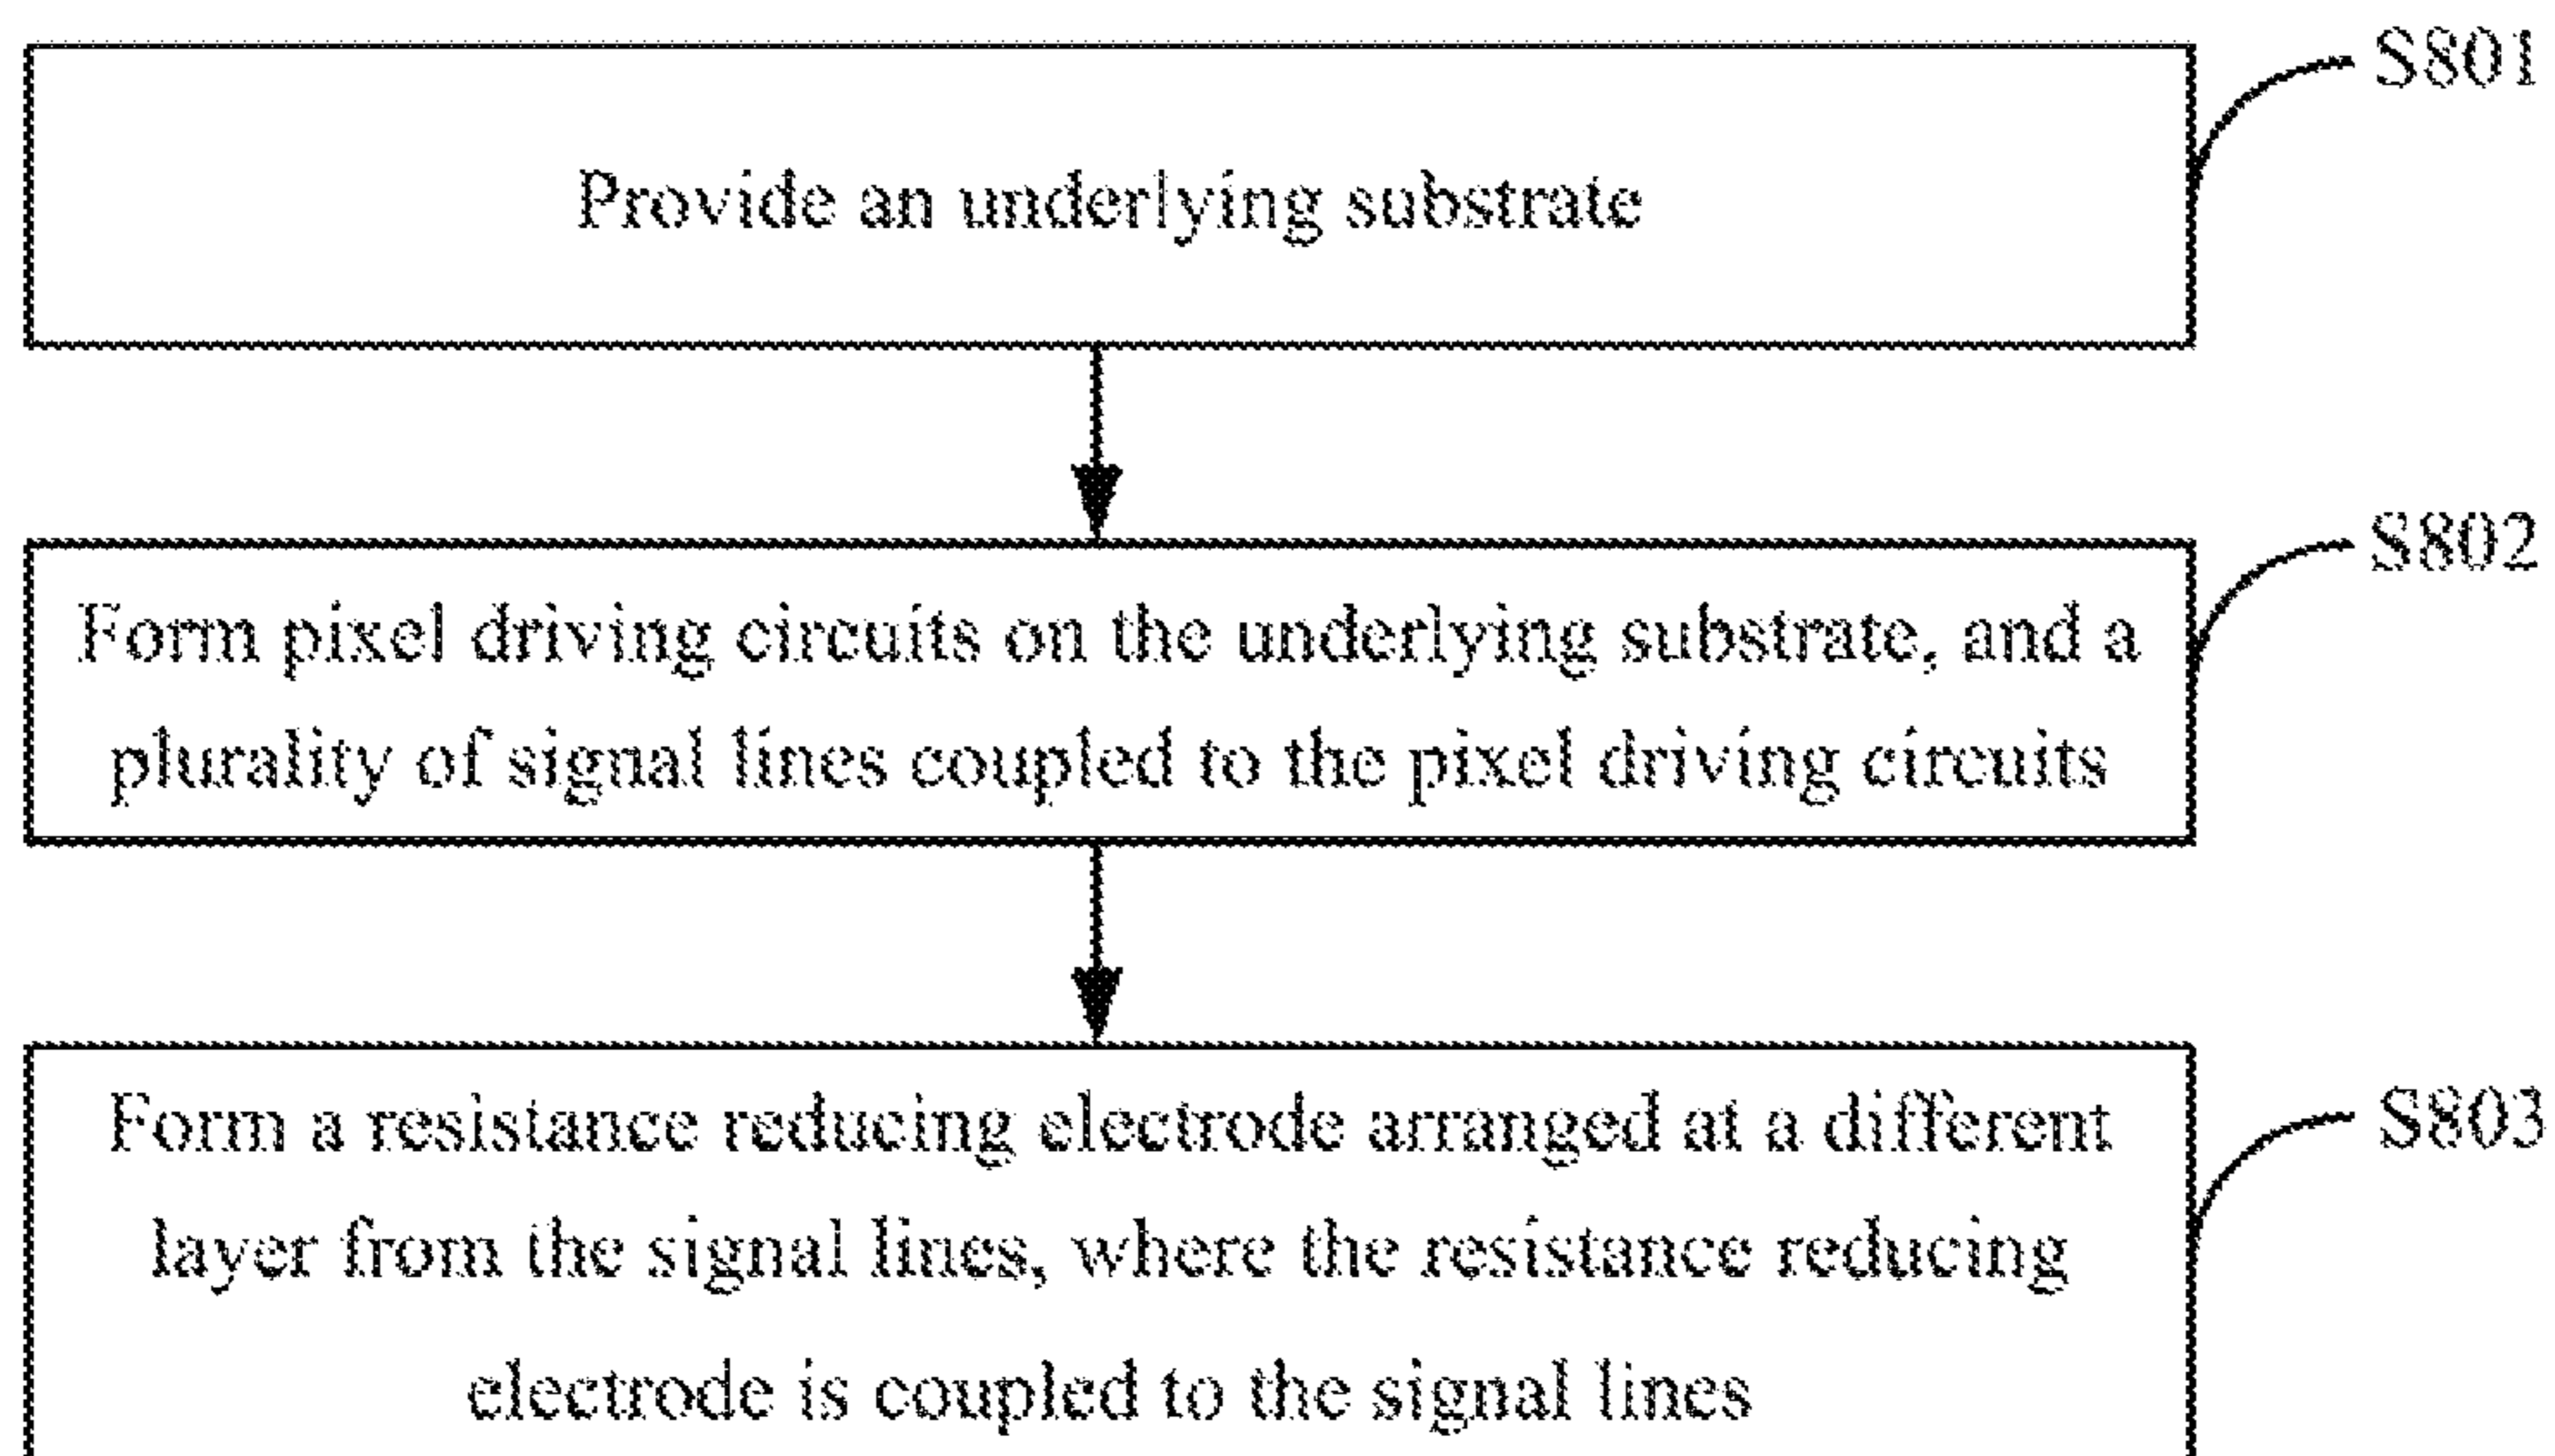 S801
Provide an underlying substrate
S802
Form pixel driving circuits on the underlying substrate, and a
plurality of signal lines coupled to the pixel driving circuits
S803
Form a resistance reducing electrode arranged at a different
layer from the signal lines, where the resistance reducing
electrode is coupled to the signal lines